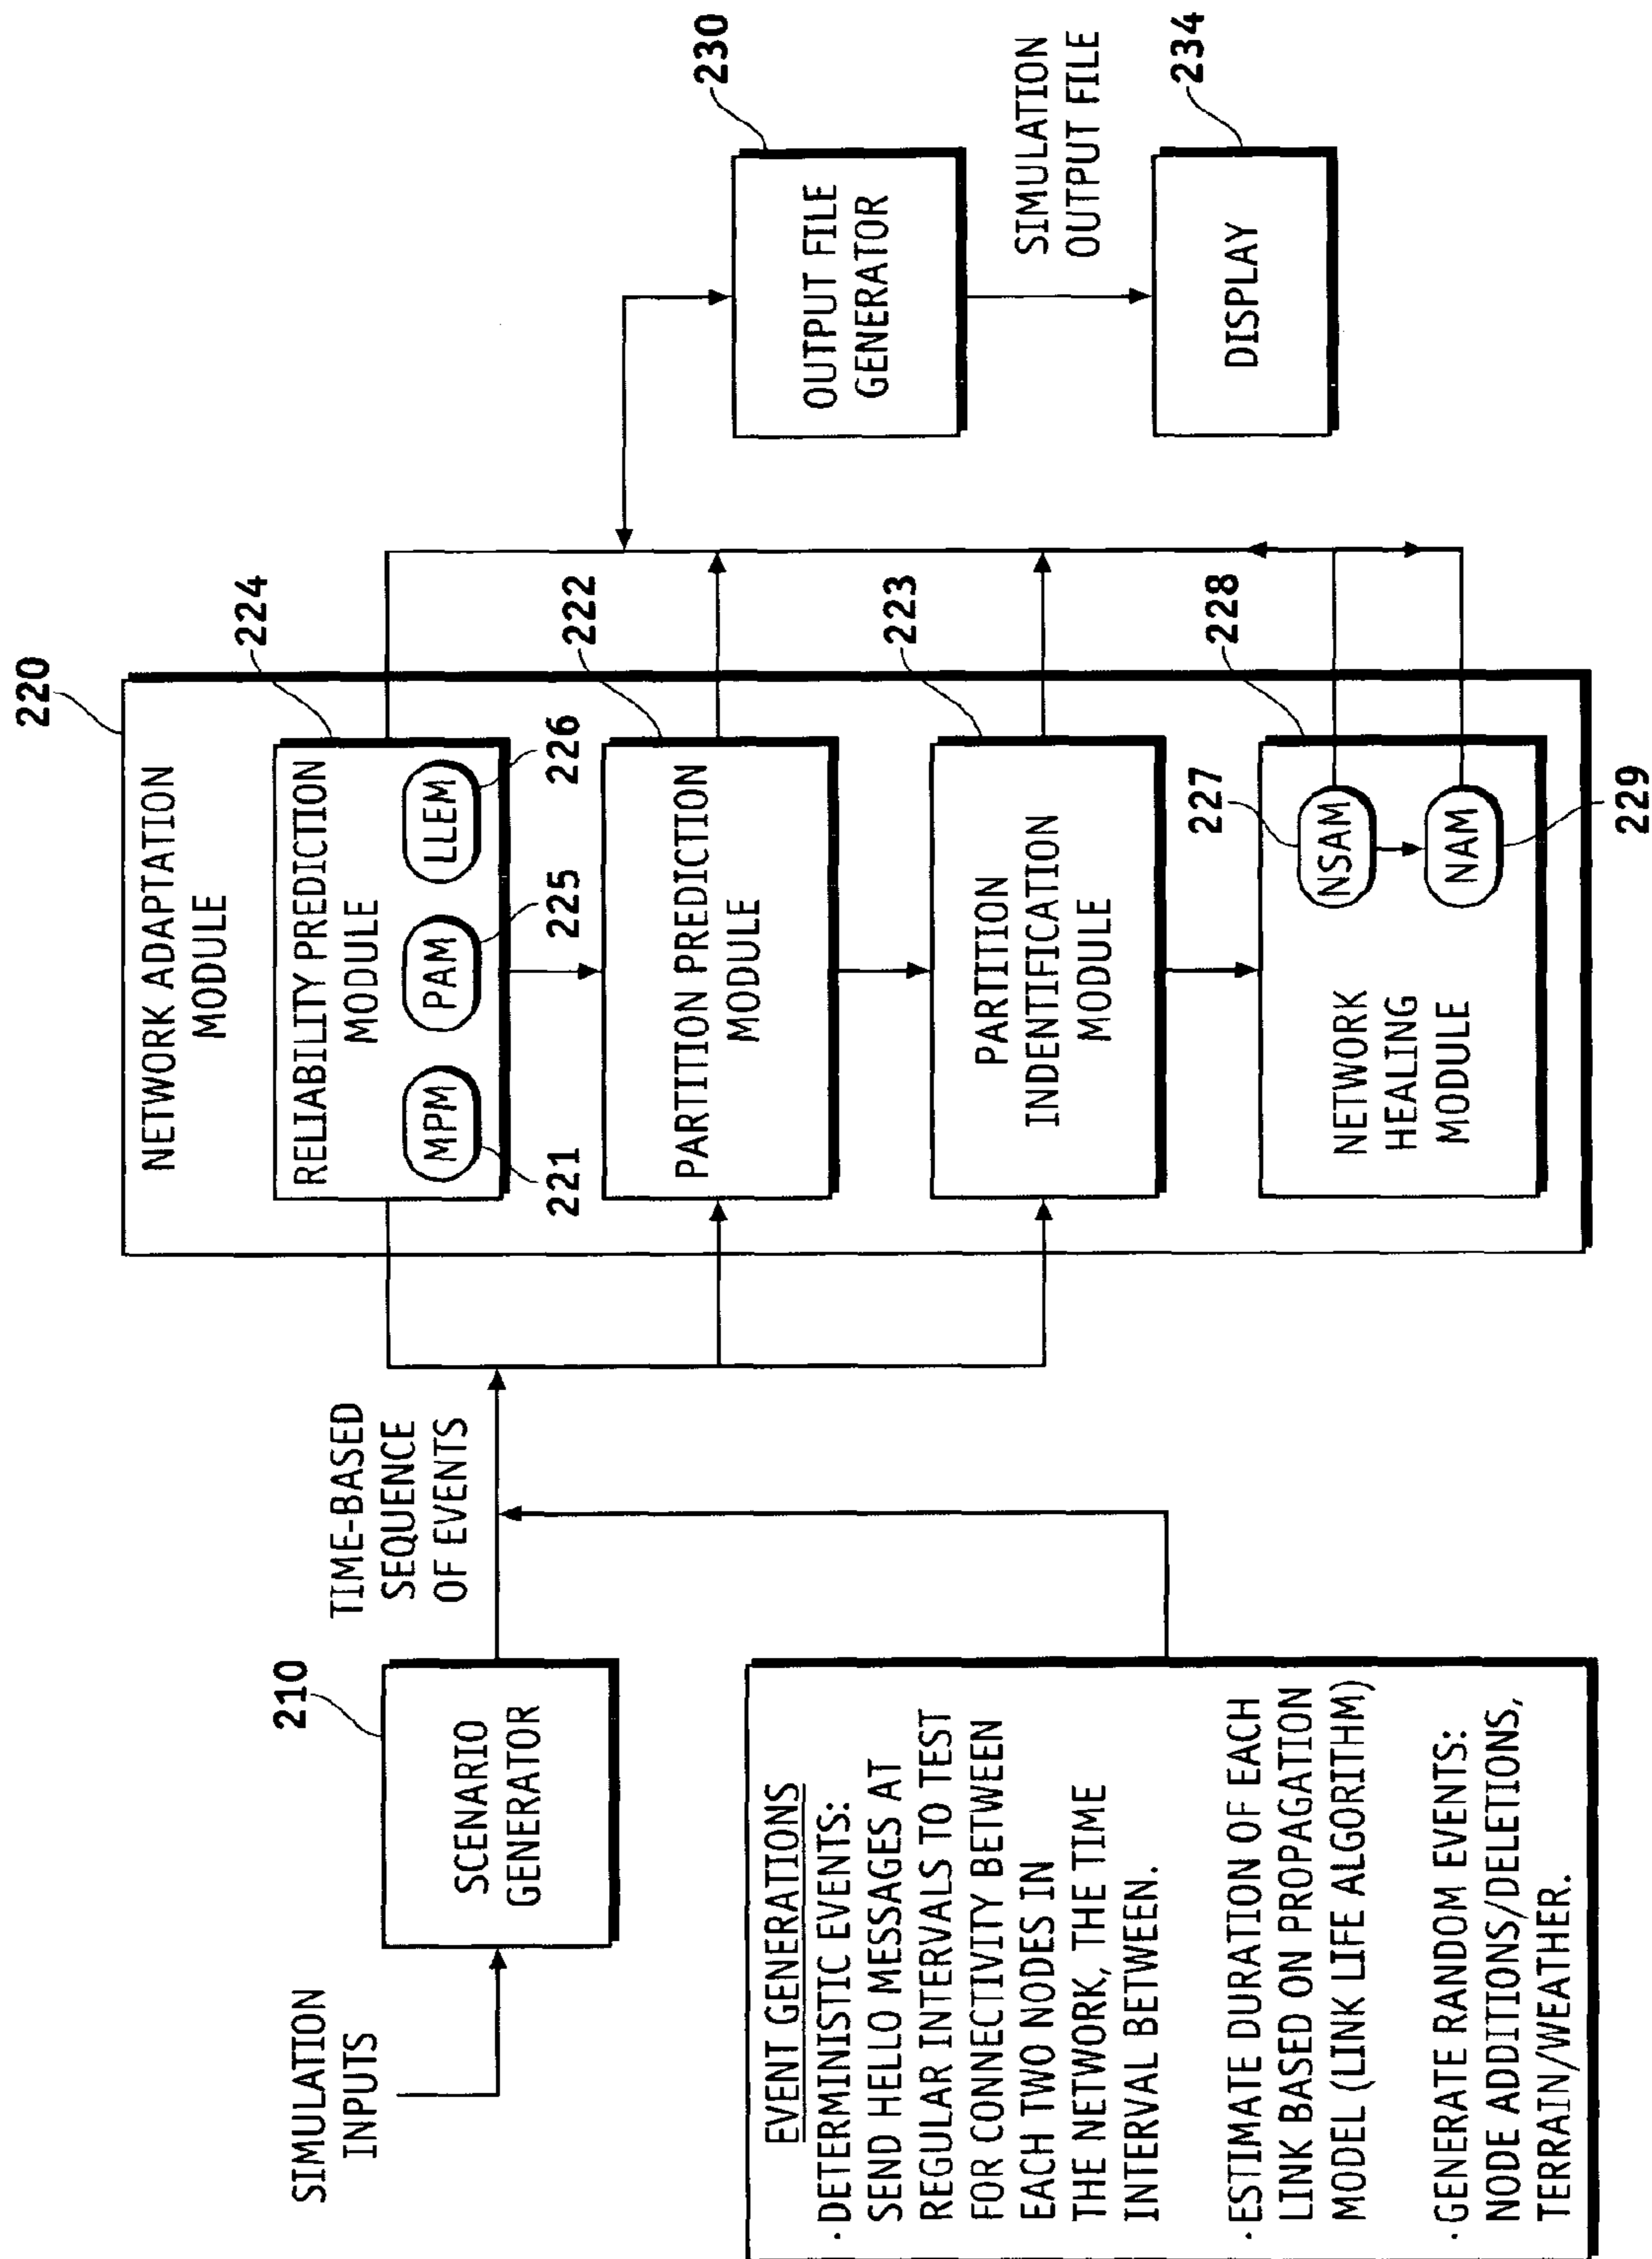 SIMULATION
INPUTS
210
SCENARIO
GENERATOR
TIME-BASED
SEQUENCE
OF EVENTS
EVENT GENERATIONS
· DETERMINISTIC EVENTS:
SEND HELLO MESSAGES AT
REGULAR INTERVALS TO TEST
FOR CONNECTIVITY BETWEEN
EACH TWO NODES IN
THE NETWORK, THE TIME
INTERVAL BETWEEN.
· ESTIMATE DURATION OF EACH
LINK BASED ON PROPAGATION
MODEL (LINK LIFE ALGORITHM)
· GENERATE RANDOM EVENTS:
NODE ADDITIONS/DELETIONS,
TERRAIN/WEATHER.
220
NETWORK ADAPTATION
MODULE
224
RELIABILITY PREDICTION
MODULE
MPM
PAM
LLEM
221
225
226
222
PARTITION PREDICTION
MODULE
223
PARTITION
INDENTIFICATION
MODULE
228
NETWORK
HEALING
MODULE
227
NSAM
NAM
229
230
OUTPUT FILE
GENERATOR
SIMULATION
OUTPUT FILE
234
DISPLAY